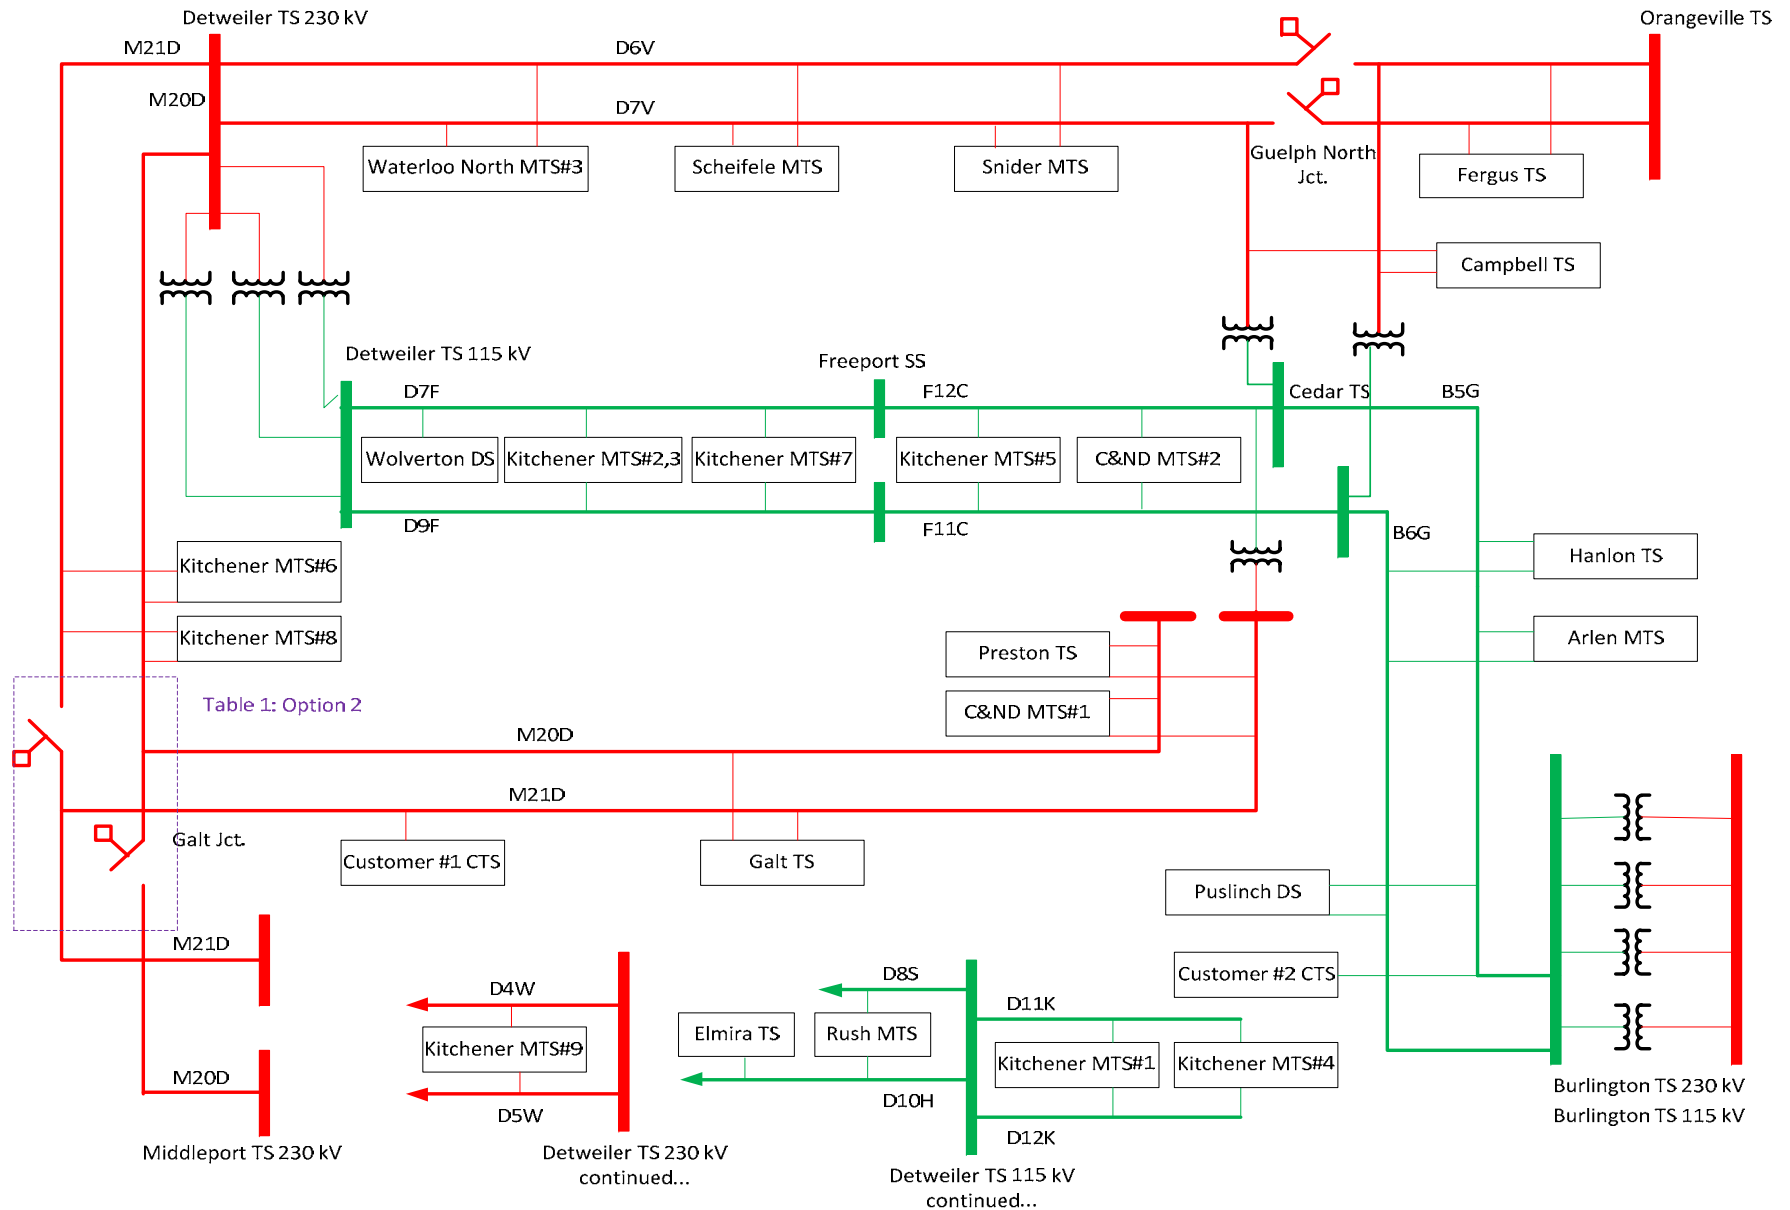 Detweiler TS 230 kV
Orangeville TS
M21D
D6V
M20D
D7V
Waterloo North MTS#3
Scheifele MTS
Snider MTS
Guelph North
Jct.
Fergus TS
Campbell TS
Detweiler TS 115 kV
Freeport SS
D7F
F12C
Cedar TS
B5G
Wolverton DS
Kitchener MTS#2,3
Kitchener MTS#7
Kitchener MTS#5
C&ND MTS#2
D9F
F11C
B6G
Kitchener MTS#6
Hanlon TS
Kitchener MTS#8
Arlen MTS
Preston TS
Table 1: Option 2
C&ND MTS#1
M20D
M21D
Galt Jct.
Customer #1 CTS
Galt TS
Puslinch DS
M21D
Customer #2 CTS
D4W
D8S
D11K
Kitchener MTS#9
Elmira TS
Rush MTS
Kitchener MTS#1
Kitchener MTS#4
M20D
D5W
D10H
D12K
Burlington TS 230 kV
Burlington TS 115 kV
Middleport TS 230 kV
Detweiler TS 230 kV
continued...
Detweiler TS 115 kV
continued...